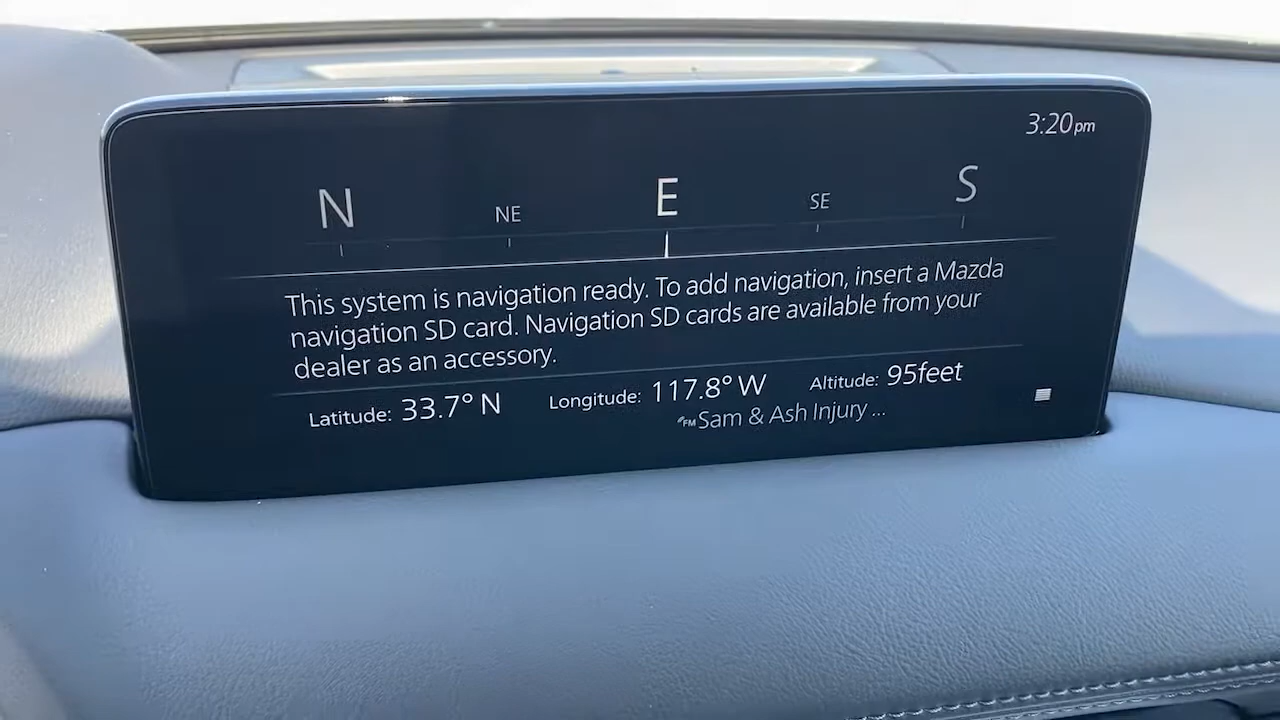 3:20pm
N NE E SE S
This system is navigation ready. To add navigation, insert a Mazda
navigation SD card. Navigation SD cards are available from your
dealer as an accessory.
Latitude: 33.7° N Longitude: 117.8° W Altitude: 95feet
FM Sam & Ash Injury ...